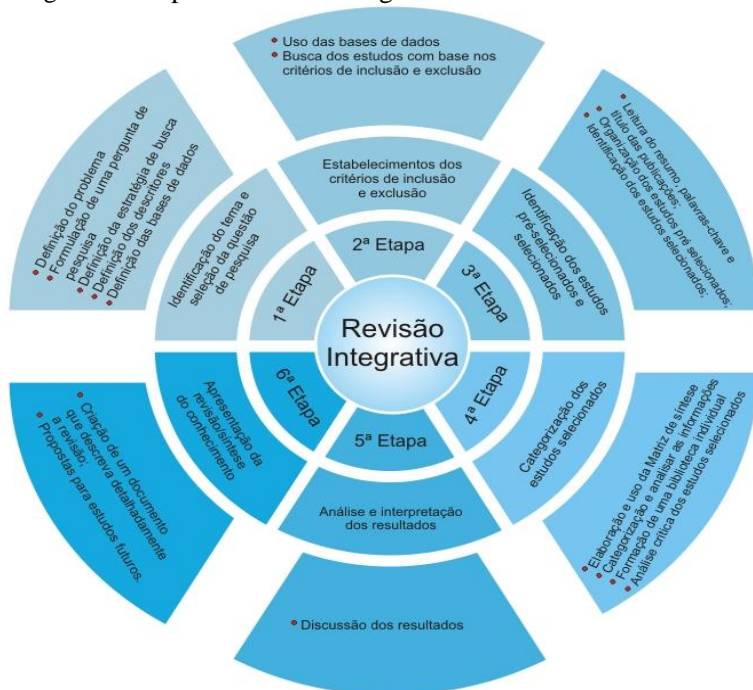 Uso das bases de dados
Busca dos estudos com base nos
critérios de inclusão e exclusão
Estabelecimentos dos
critérios de inclusão
e exclusão
2ª Etapa
Leitura do resumo, palavras-chave e
título das publicações;
Organização dos estudos pré selecionados;
Identificação dos estudos selecionados;
Identificação dos estudos
pré-selecionados e
selecionados
3ª Etapa
Definição do problema
Formulação de uma pergunta de
pesquisa
Definição da estratégia de busca
Definição dos descritores
Definição das bases de dados
Identificação do tema e
seleção da questão
de pesquisa
1ª Etapa
Revisão
Integrativa
6ª Etapa
Apresentação da
revisão/síntese
do conhecimento
Criação de um documento
que descreva detalhadamente
a revisão;
Propostas para estudos futuros.
5ª Etapa
Análise e interpretação
dos resultados
Discussão dos resultados
4ª Etapa
Categorização dos
estudos selecionados
Elaboração e uso da Matriz de síntese
Categorização e analisar as informações
Formação de uma biblioteca individual
Análise crítica dos estudos selecionados